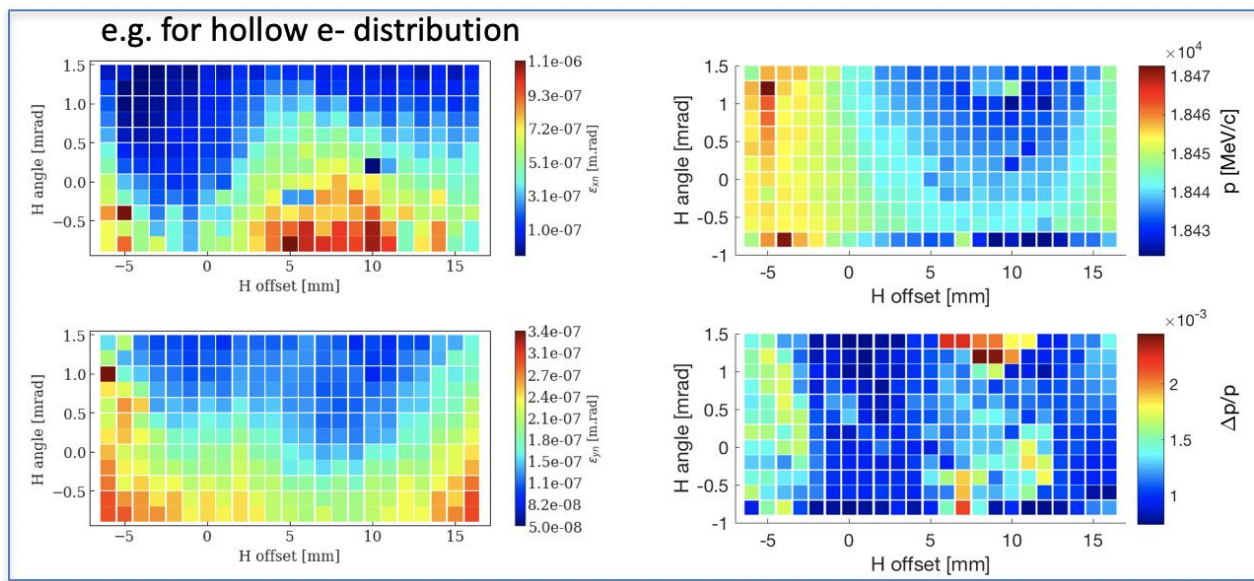 e.g. for hollow e- distribution
1.5
1.0
0.5
0.0
−0.5
H angle [mrad]
−5 0 5 10 15
H offset [mm]
1.1e-06
9.3e-07
7.2e-07
5.1e-07
3.1e-07
1.0e-07
εxn [m.rad]
1.5
1
0.5
0
-0.5
-1
H angle [mrad]
-5 0 5 10 15
H offset [mm]
×10⁴
1.847
1.846
1.845
1.844
1.843
p [MeV/c]
1.5
1.0
0.5
0.0
−0.5
H angle [mrad]
−5 0 5 10 15
H offset [mm]
3.4e-07
3.1e-07
2.7e-07
2.4e-07
2.1e-07
1.8e-07
1.5e-07
1.1e-07
8.2e-08
5.0e-08
εyn [m.rad]
1.5
1
0.5
0
-0.5
-1
H angle [mrad]
-5 0 5 10 15
H offset [mm]
×10⁻³
2
1.5
1
Δp/p